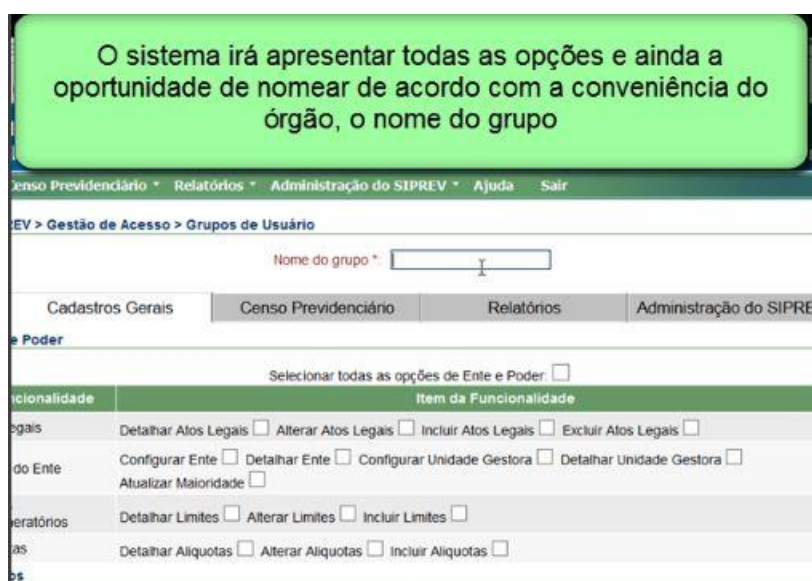 O sistema irá apresentar todas as opções e ainda a
oportunidade de nomear de acordo com a conveniência do
órgão, o nome do grupo
Censo Previdenciário Relatórios Administração do SIPREV Ajuda Sair
EV > Gestão de Acesso > Grupos de Usuário
Nome do grupo *:
Cadastros Gerais Censo Previdenciário Relatórios Administração do SIPRE
e Poder
Selecionar todas as opções de Ente e Poder:
ncionalidade Item da Funcionalidade
egais Detalhar Atos Legais Alterar Atos Legais Incluir Atos Legais Excluir Atos Legais
do Ente Configurar Ente Detalhar Ente Configurar Unidade Gestora Detalhar Unidade Gestora
Atualizar Maioridade
neratórios Detalhar Limites Alterar Limites Incluir Limites
tas Detalhar Aliquotas Alterar Aliquotas Incluir Aliquotas
os